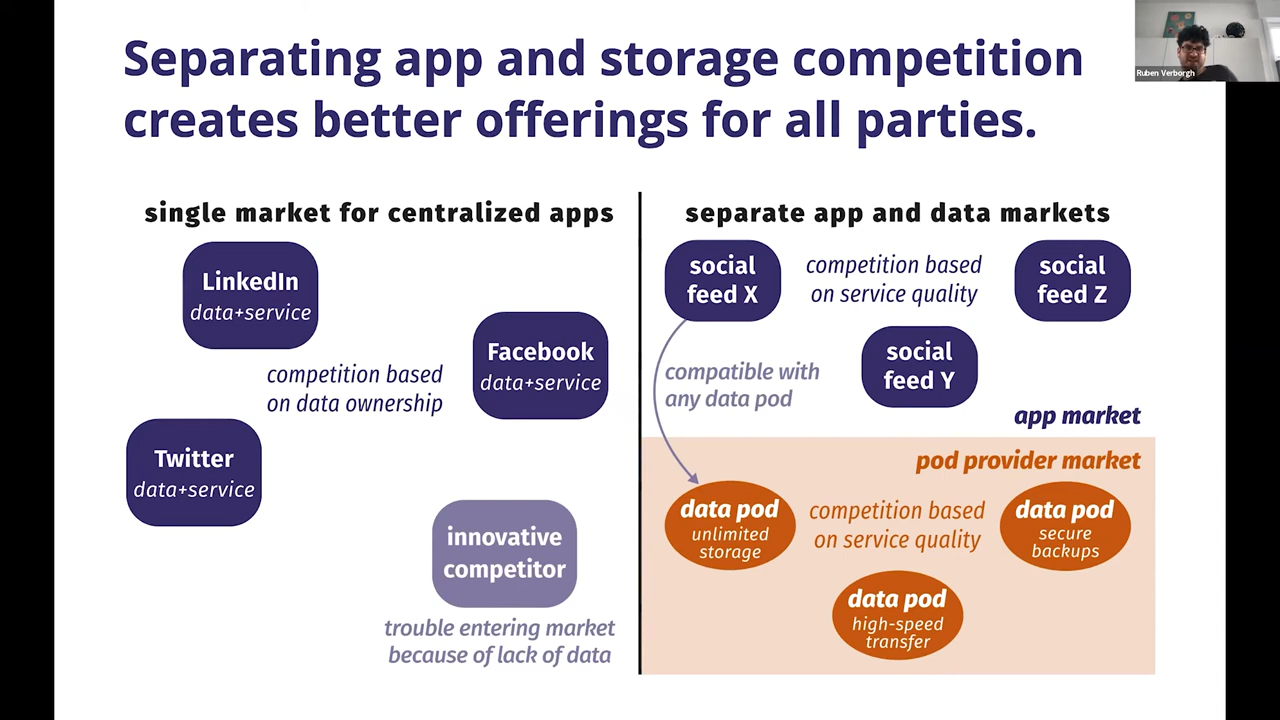 Separating app and storage competition
creates better offerings for all parties.
Ruben Verborgh
single market for centralized apps
LinkedIn
data+service
Facebook
data+service
competition based
on data ownership
Twitter
data+service
innovative
competitor
trouble entering market
because of lack of data
separate app and data markets
social
feed X
competition based
on service quality
social
feed Z
social
feed Y
compatible with
any data pod
app market
pod provider market
data pod
unlimited
storage
competition based
on service quality
data pod
secure
backups
data pod
high-speed
transfer